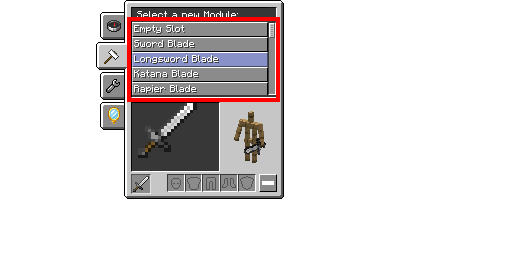 Select a new Module:
Empty Slot
Sword Blade
Longsword Blade
Katana Blade
Rapier Blade